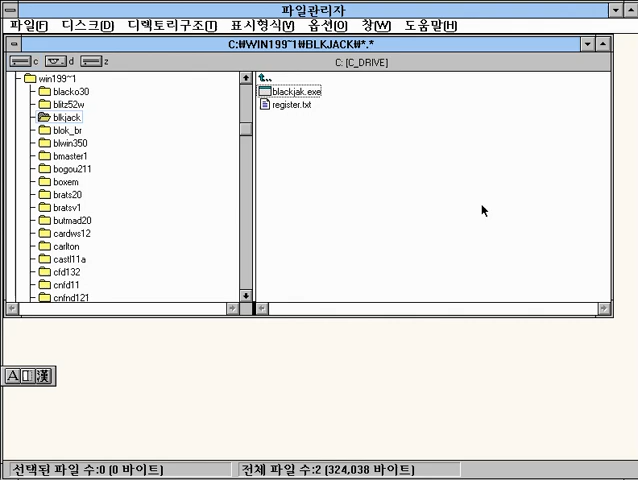 파일관리자
파일(F) 디스크(D) 디렉토리구조(T) 표시형식(V) 옵션(O) 창(W) 도움말(H)
C:₩WIN199~1₩BLKJACK₩*.*
c d z C: [C_DRIVE]
win199~1
blacko30
blitz52w
blkjack
blok_br
blwin350
bmaster1
bogou211
boxem
brats20
bratsv1
butmad20
cardws12
carlton
castl11a
cfd132
cnfd11
cnfnd121
..
blackjak.exe
register.txt
A 漢
선택된 파일 수:0 (0 바이트) 전체 파일 수:2 (324,038 바이트)